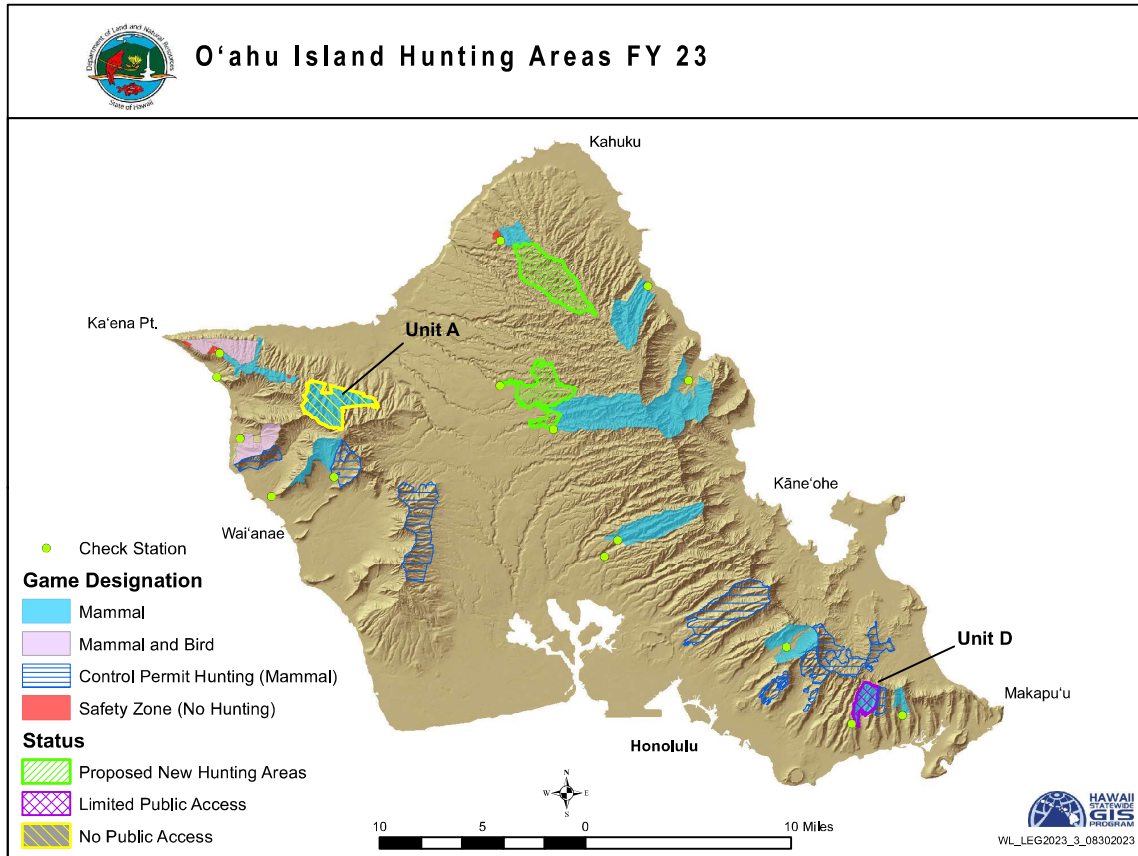 Department of Land and Natural Resources
State of Hawaii
Oʻahu Island Hunting Areas FY 23
Kahuku
Kaʻena Pt.
Unit A
Kāneʻohe
Waiʻanae
Unit D
Makapuʻu
Honolulu
Check Station
Game Designation
Mammal
Mammal and Bird
Control Permit Hunting (Mammal)
Safety Zone (No Hunting)
Status
Proposed New Hunting Areas
Limited Public Access
No Public Access
N
W E
S
10 5 0 10 Miles
HAWAII
STATEWIDE
GIS
PROGRAM
WL_LEG2023_3_08302023